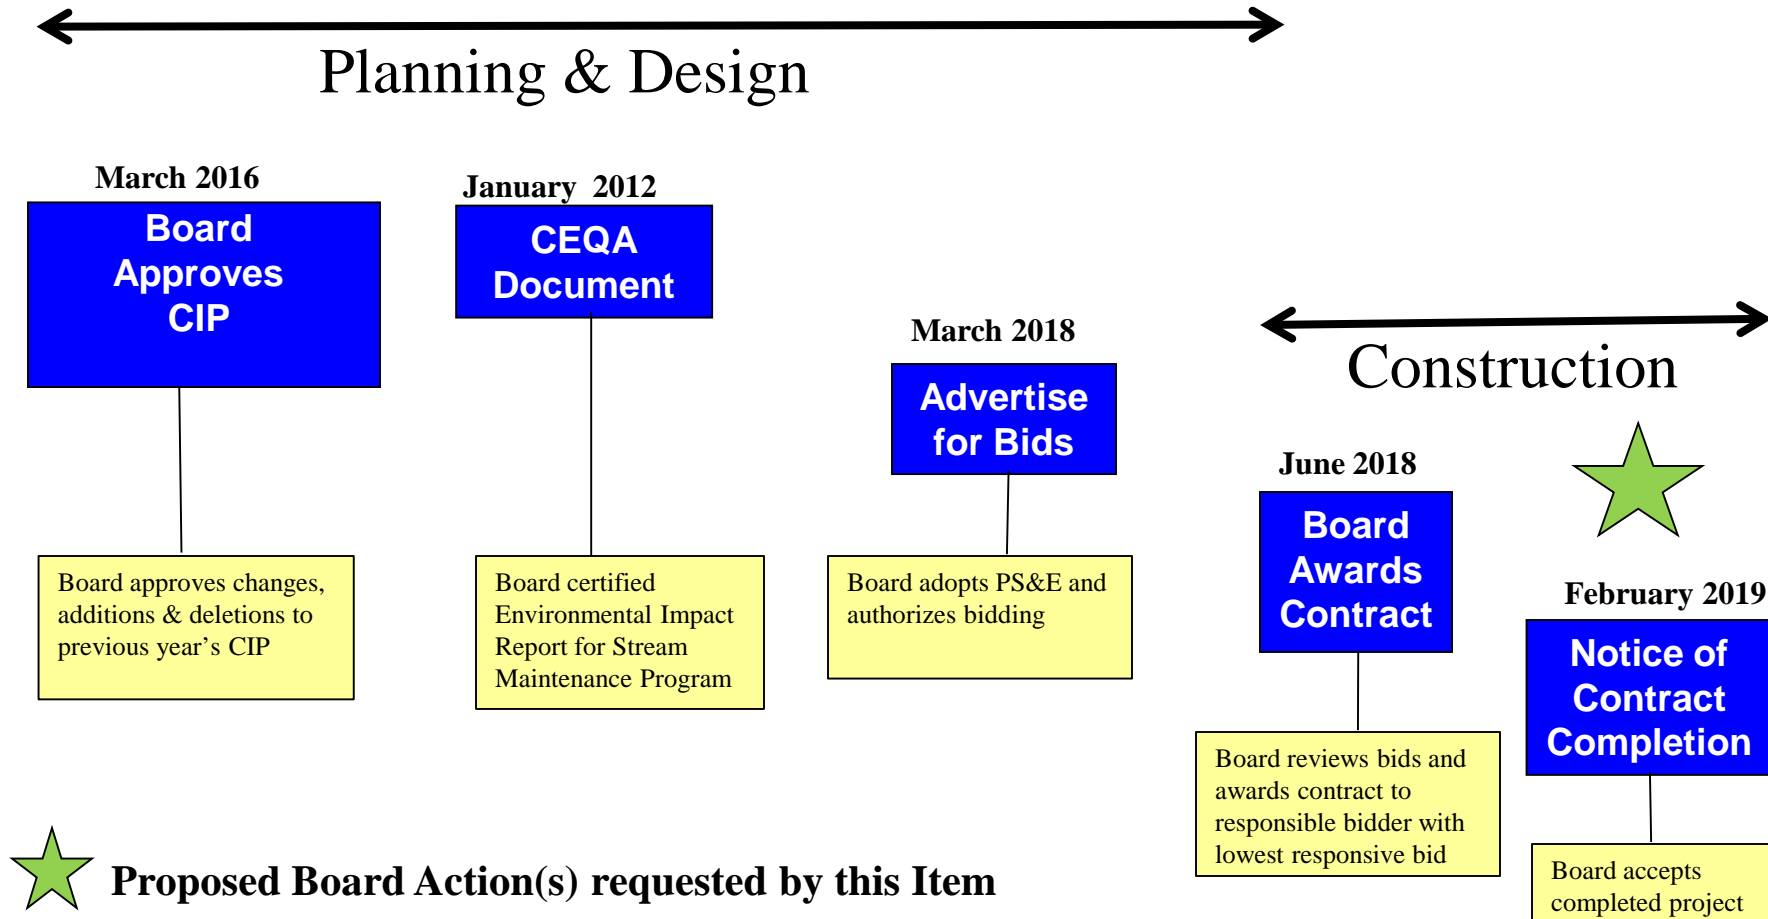 Planning & Design
March 2016
Board
Approves
CIP
Board approves changes,
additions & deletions to
previous year’s CIP
January 2012
CEQA
Document
Board certified
Environmental Impact
Report for Stream
Maintenance Program
March 2018
Advertise
for Bids
Board adopts PS&E and
authorizes bidding
Construction
June 2018
Board
Awards
Contract
Board reviews bids and
awards contract to
responsible bidder with
lowest responsive bid
February 2019
Notice of
Contract
Completion
Board accepts
completed project
Proposed Board Action(s) requested by this Item